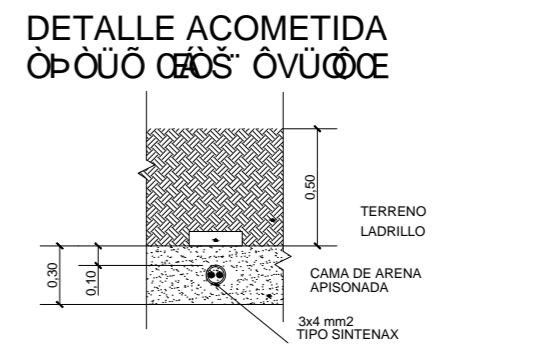 DETALLE ACOMETIDA
0,50
TERRENO
LADRILLO
0,30
0,10
CAMA DE ARENA
APISONADA
3x4 mm2
TIPO SINTENAX